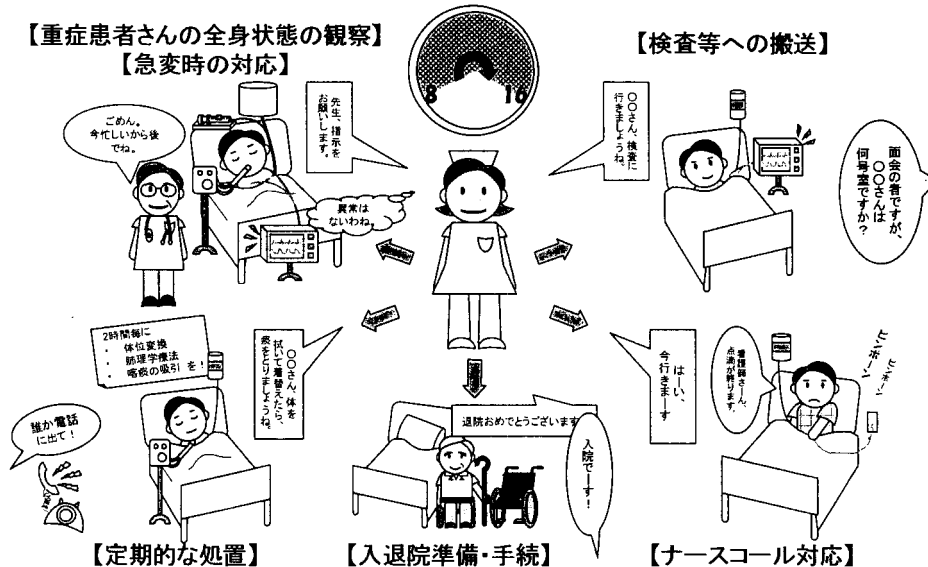 【重症患者さんの全身状態の観察】
【急変時の対応】
ごめん。
今忙しいから後
でね。
先生、指示を
お願いします。
異常は
ないわね。
8 16
【検査等への搬送】
○○さん、検査に
行きましょうね。
面会の者ですが、
○○さんは
何号室ですか？
2時間毎に
・ 体位変換
・ 肺理学療法
・ 喀痰の吸引 を！
誰か電話
に出て！
○○さん、体を
拭いて着替えたら、
痰をとりましょうね。
【定期的な処置】
退院おめでとうございます
入院でーす！
【入退院準備・手続】
はーい、
今行きまーす
看護師さーん、
点滴が終ります。
ピンポーン
ピンポーン
【ナースコール対応】